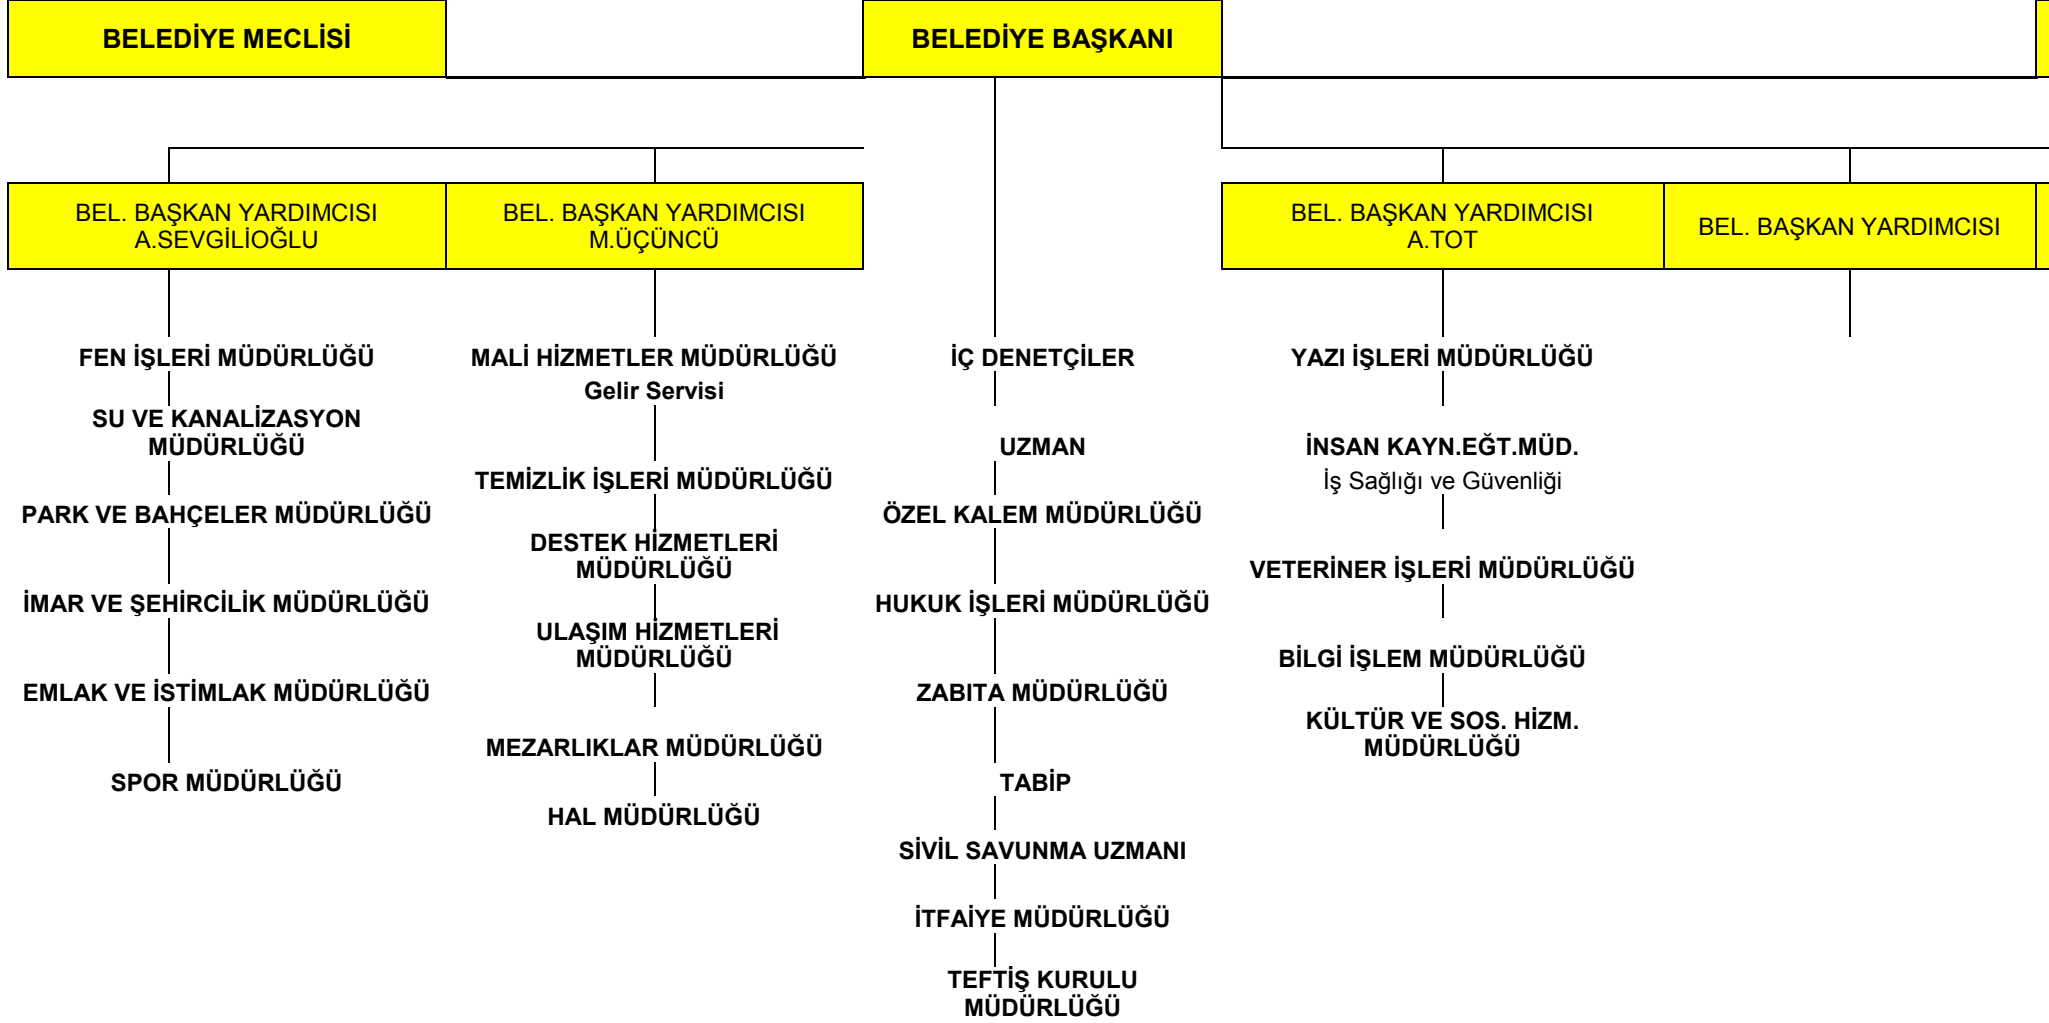 BELEDİYE MECLİSİ
BELEDİYE BAŞKANI
BEL. BAŞKAN YARDIMCISI
A.SEVGİLİOĞLU
BEL. BAŞKAN YARDIMCISI
M.ÜÇÜNCÜ
BEL. BAŞKAN YARDIMCISI
A.TOT
BEL. BAŞKAN YARDIMCISI
FEN İŞLERİ MÜDÜRLÜĞÜ
SU VE KANALİZASYON
MÜDÜRLÜĞÜ
PARK VE BAHÇELER MÜDÜRLÜĞÜ
İMAR VE ŞEHİRCİLİK MÜDÜRLÜĞÜ
EMLAK VE İSTİMLAK MÜDÜRLÜĞÜ
SPOR MÜDÜRLÜĞÜ
MALİ HİZMETLER MÜDÜRLÜĞÜ
Gelir Servisi
TEMİZLİK İŞLERİ MÜDÜRLÜĞÜ
DESTEK HİZMETLERİ
MÜDÜRLÜĞÜ
ULAŞIM HİZMETLERİ
MÜDÜRLÜĞÜ
MEZARLIKLAR MÜDÜRLÜĞÜ
HAL MÜDÜRLÜĞÜ
İÇ DENETÇİLER
UZMAN
ÖZEL KALEM MÜDÜRLÜĞÜ
HUKUK İŞLERİ MÜDÜRLÜĞÜ
ZABITA MÜDÜRLÜĞÜ
TABİP
SİVİL SAVUNMA UZMANI
İTFAİYE MÜDÜRLÜĞÜ
TEFTİŞ KURULU
MÜDÜRLÜĞÜ
YAZI İŞLERİ MÜDÜRLÜĞÜ
İNSAN KAYN.EĞT.MÜD.
İş Sağlığı ve Güvenliği
VETERİNER İŞLERİ MÜDÜRLÜĞÜ
BİLGİ İŞLEM MÜDÜRLÜĞÜ
KÜLTÜR VE SOS. HİZM.
MÜDÜRLÜĞÜ